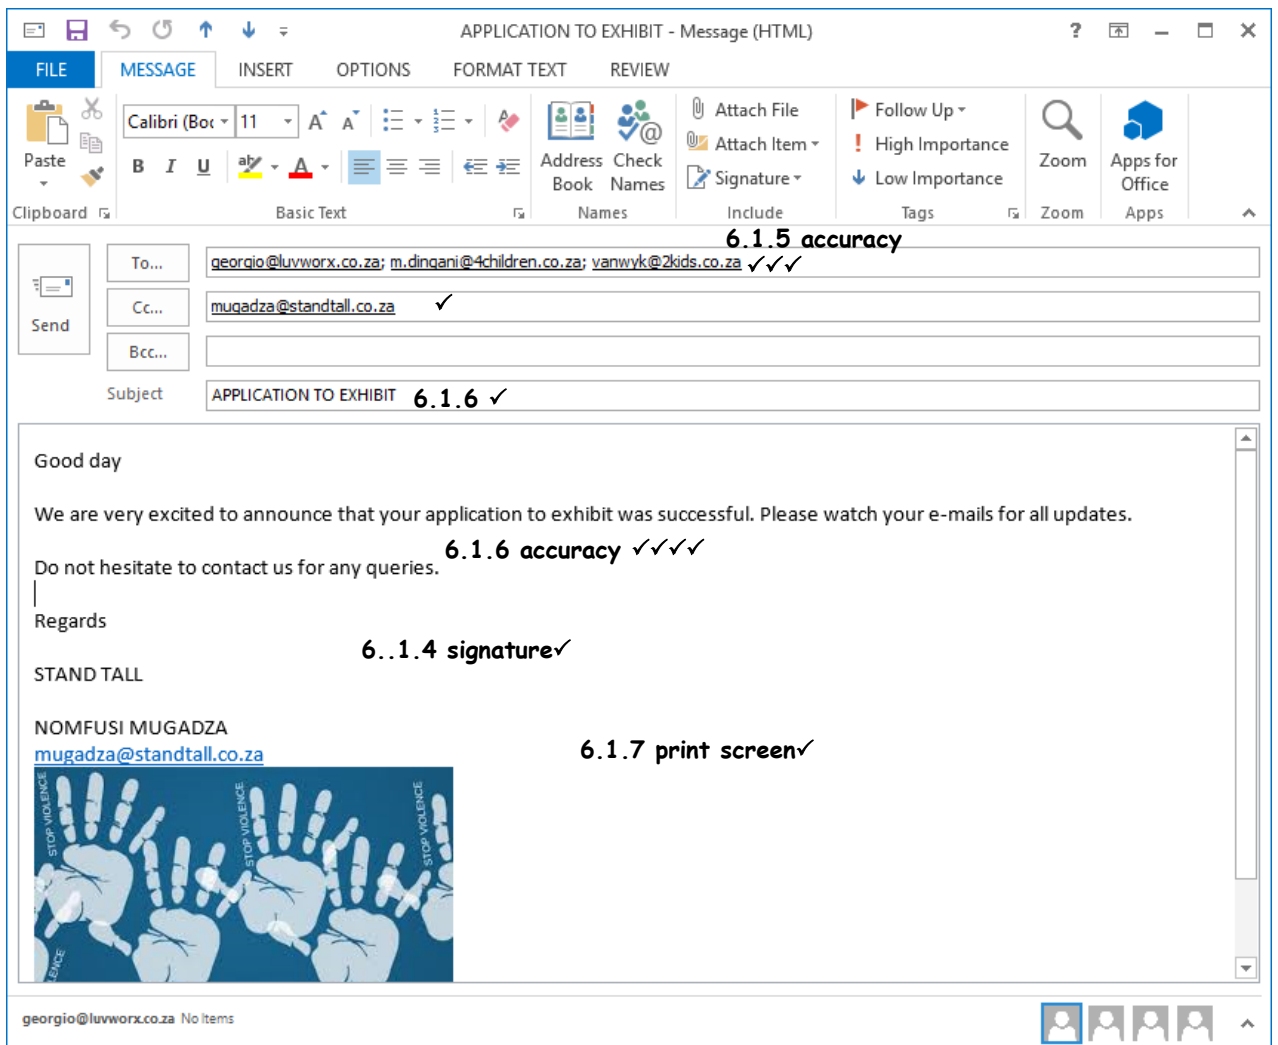 APPLICATION TO EXHIBIT - Message (HTML)
FILE MESSAGE INSERT OPTIONS FORMAT TEXT REVIEW
Paste
Calibri (Boc 11
B I U
Address Book
Check Names
Attach File
Attach Item
Signature
Follow Up
High Importance
Low Importance
Zoom
Apps for Office
Clipboard Basic Text Names Include Tags Zoom Apps
6.1.5 accuracy
To... georgio@luvworx.co.za; m.dingani@4children.co.za; vanwyk@2kids.co.za ✓✓✓
Send
Cc... mugadza@standtall.co.za ✓
Bcc...
Subject APPLICATION TO EXHIBIT 6.1.6 ✓
Good day
We are very excited to announce that your application to exhibit was successful. Please watch your e-mails for all updates.
6.1.6 accuracy ✓✓✓✓
Do not hesitate to contact us for any queries.
Regards
6..1.4 signature✓
STAND TALL
NOMFUSI MUGADZA
6.1.7 print screen✓
mugadza@standtall.co.za
STOP VIOLENCE
STOP VIOLENCE
STOP VIOLENCE
ENCE
ENCE
georgio@luvworx.co.za No Items